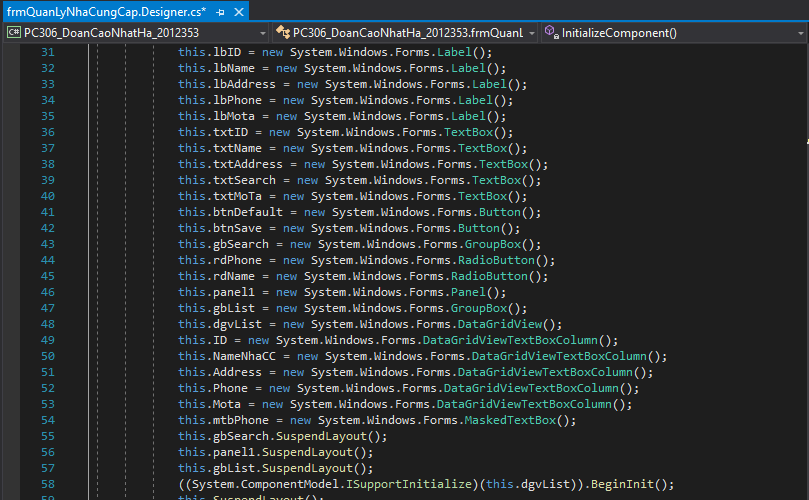 frmQuanLyNhaCungCap.Designer.cs*
C# PC306_DoanCaoNhatHa_2012353 PC306_DoanCaoNhatHa_2012353.frmQuanL InitializeComponent()
31 this.lbID = new System.Windows.Forms.Label();
32 this.lbName = new System.Windows.Forms.Label();
33 this.lbAddress = new System.Windows.Forms.Label();
34 this.lbPhone = new System.Windows.Forms.Label();
35 this.lbMota = new System.Windows.Forms.Label();
36 this.txtID = new System.Windows.Forms.TextBox();
37 this.txtName = new System.Windows.Forms.TextBox();
38 this.txtAddress = new System.Windows.Forms.TextBox();
39 this.txtSearch = new System.Windows.Forms.TextBox();
40 this.txtMoTa = new System.Windows.Forms.TextBox();
41 this.btnDefault = new System.Windows.Forms.Button();
42 this.btnSave = new System.Windows.Forms.Button();
43 this.gbSearch = new System.Windows.Forms.GroupBox();
44 this.rdPhone = new System.Windows.Forms.RadioButton();
45 this.rdName = new System.Windows.Forms.RadioButton();
46 this.panel1 = new System.Windows.Forms.Panel();
47 this.gbList = new System.Windows.Forms.GroupBox();
48 this.dgvList = new System.Windows.Forms.DataGridView();
49 this.ID = new System.Windows.Forms.DataGridViewTextBoxColumn();
50 this.NameNhaCC = new System.Windows.Forms.DataGridViewTextBoxColumn();
51 this.Address = new System.Windows.Forms.DataGridViewTextBoxColumn();
52 this.Phone = new System.Windows.Forms.DataGridViewTextBoxColumn();
53 this.Mota = new System.Windows.Forms.DataGridViewTextBoxColumn();
54 this.mtbPhone = new System.Windows.Forms.MaskedTextBox();
55 this.gbSearch.SuspendLayout();
56 this.panel1.SuspendLayout();
57 this.gbList.SuspendLayout();
58 ((System.ComponentModel.ISupportInitialize)(this.dgvList)).BeginInit();
59 this.SuspendLayout();